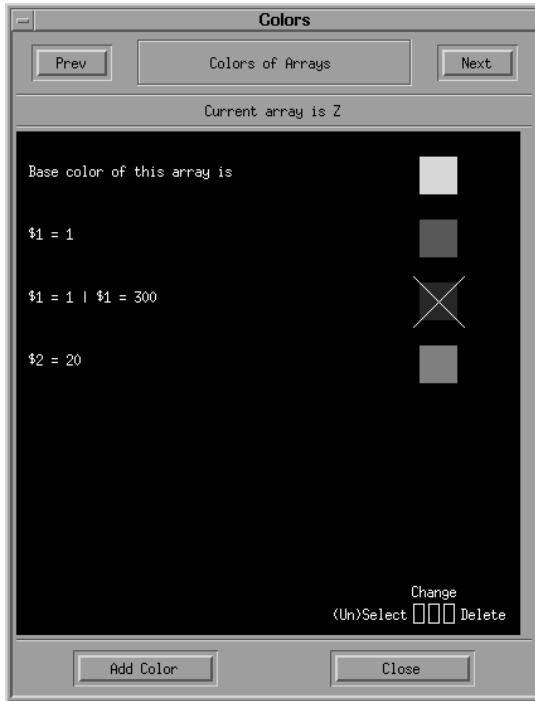 Colors
Prev
Colors of Arrays
Next
Current array is Z
Base color of this array is
$1 = 1
$1 = 1 | $1 = 300
$2 = 20
Change
(Un)Select Delete
Add Color
Close